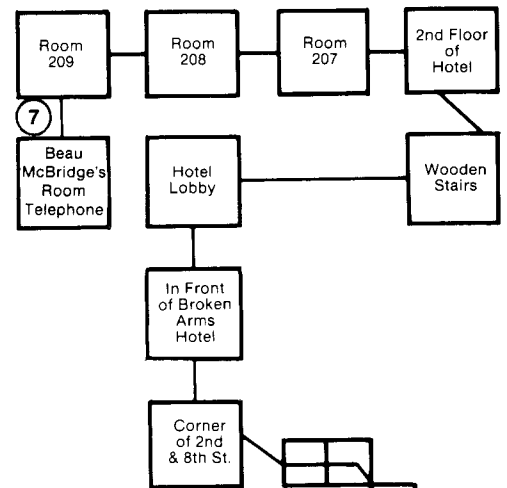 Room
209
Room
208
Room
207
2nd Floor
of
Hotel
7
Beau
McBridge's
Room
Telephone
Hotel
Lobby
Wooden
Stairs
In Front
of Broken
Arms
Hotel
Corner
of 2nd
& 8th St.